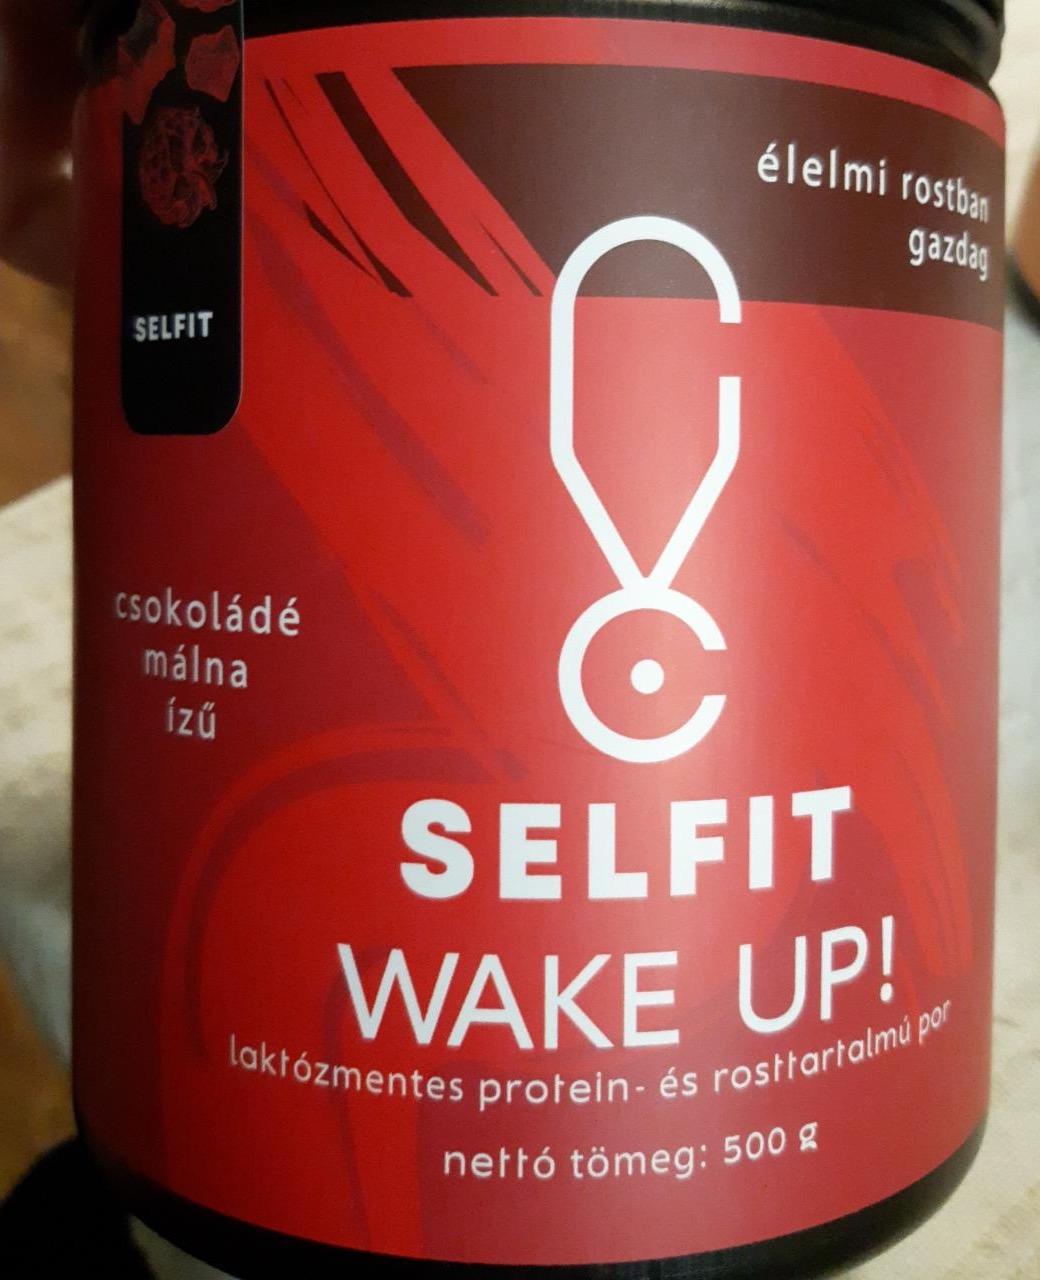 élelmi rostban
gazdag
SELFIT
csokoládé
málna
ízű
SELFIT
WAKE UP!
laktózmentes protein- és rosttartalmú por
nettó tömeg: 500 g